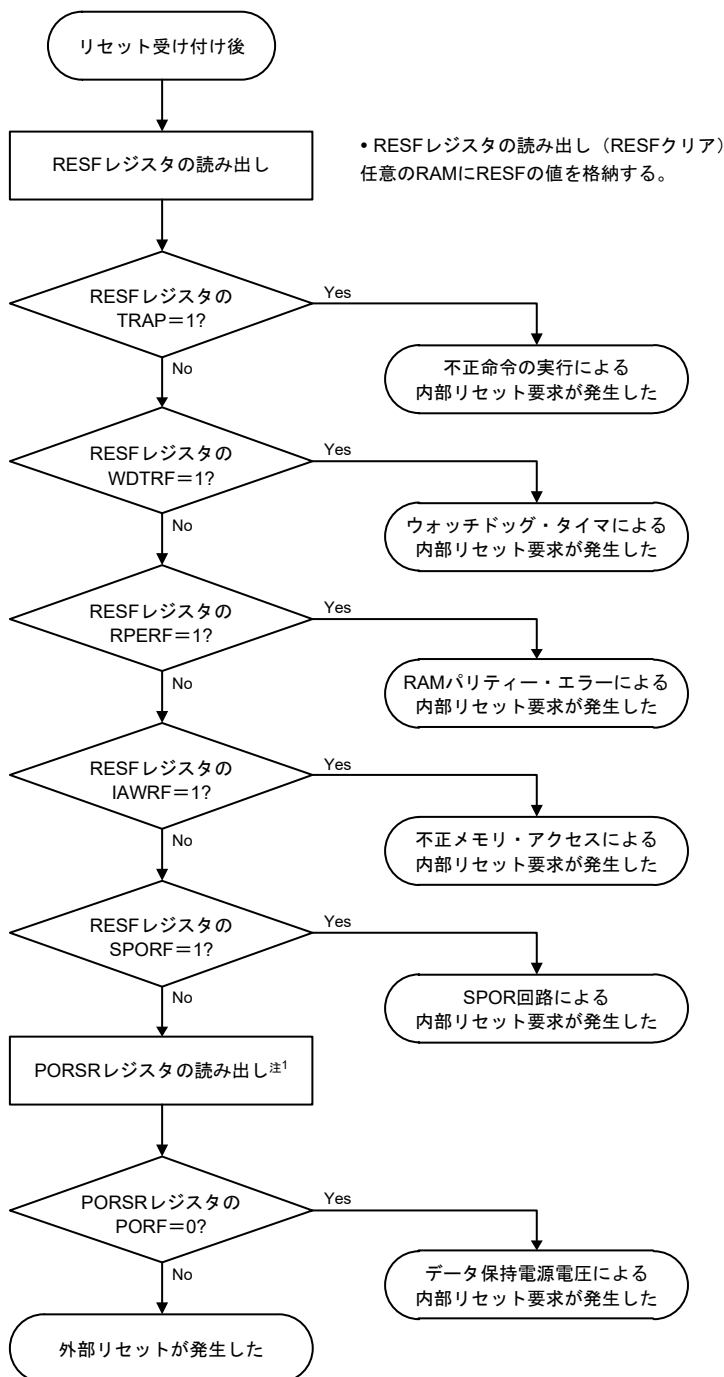 リセット受け付け後
RESFレジスタの読み出し
• RESFレジスタの読み出し（RESFクリア）
任意のRAMにRESFの値を格納する。
RESFレジスタの
TRAP＝1?
Yes
No
不正命令の実行による
内部リセット要求が発生した
RESFレジスタの
WDTRF＝1?
Yes
No
ウォッチドッグ・タイマによる
内部リセット要求が発生した
RESFレジスタの
RPERF＝1?
Yes
No
RAMパリティー・エラーによる
内部リセット要求が発生した
RESFレジスタの
IAWRF＝1?
Yes
No
不正メモリ・アクセスによる
内部リセット要求が発生した
RESFレジスタの
SPORF＝1?
Yes
No
SPOR回路による
内部リセット要求が発生した
PORSRレジスタの読み出し注1
PORSRレジスタの
PORF＝0?
Yes
No
データ保持電源電圧による
内部リセット要求が発生した
外部リセットが発生した